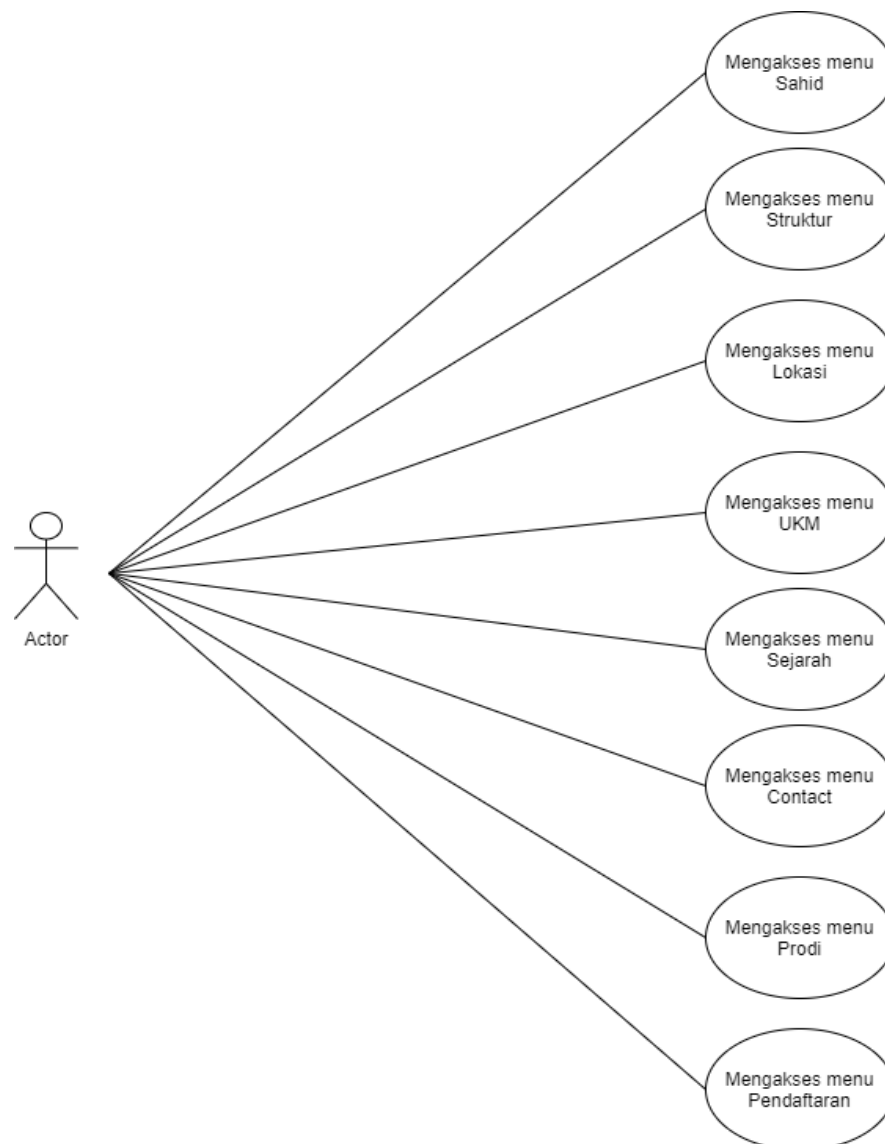 Mengakses menu
Sahid
Mengakses menu
Struktur
Mengakses menu
Lokasi
Mengakses menu
UKM
Actor
Mengakses menu
Sejarah
Mengakses menu
Contact
Mengakses menu
Prodi
Mengakses menu
Pendaftaran